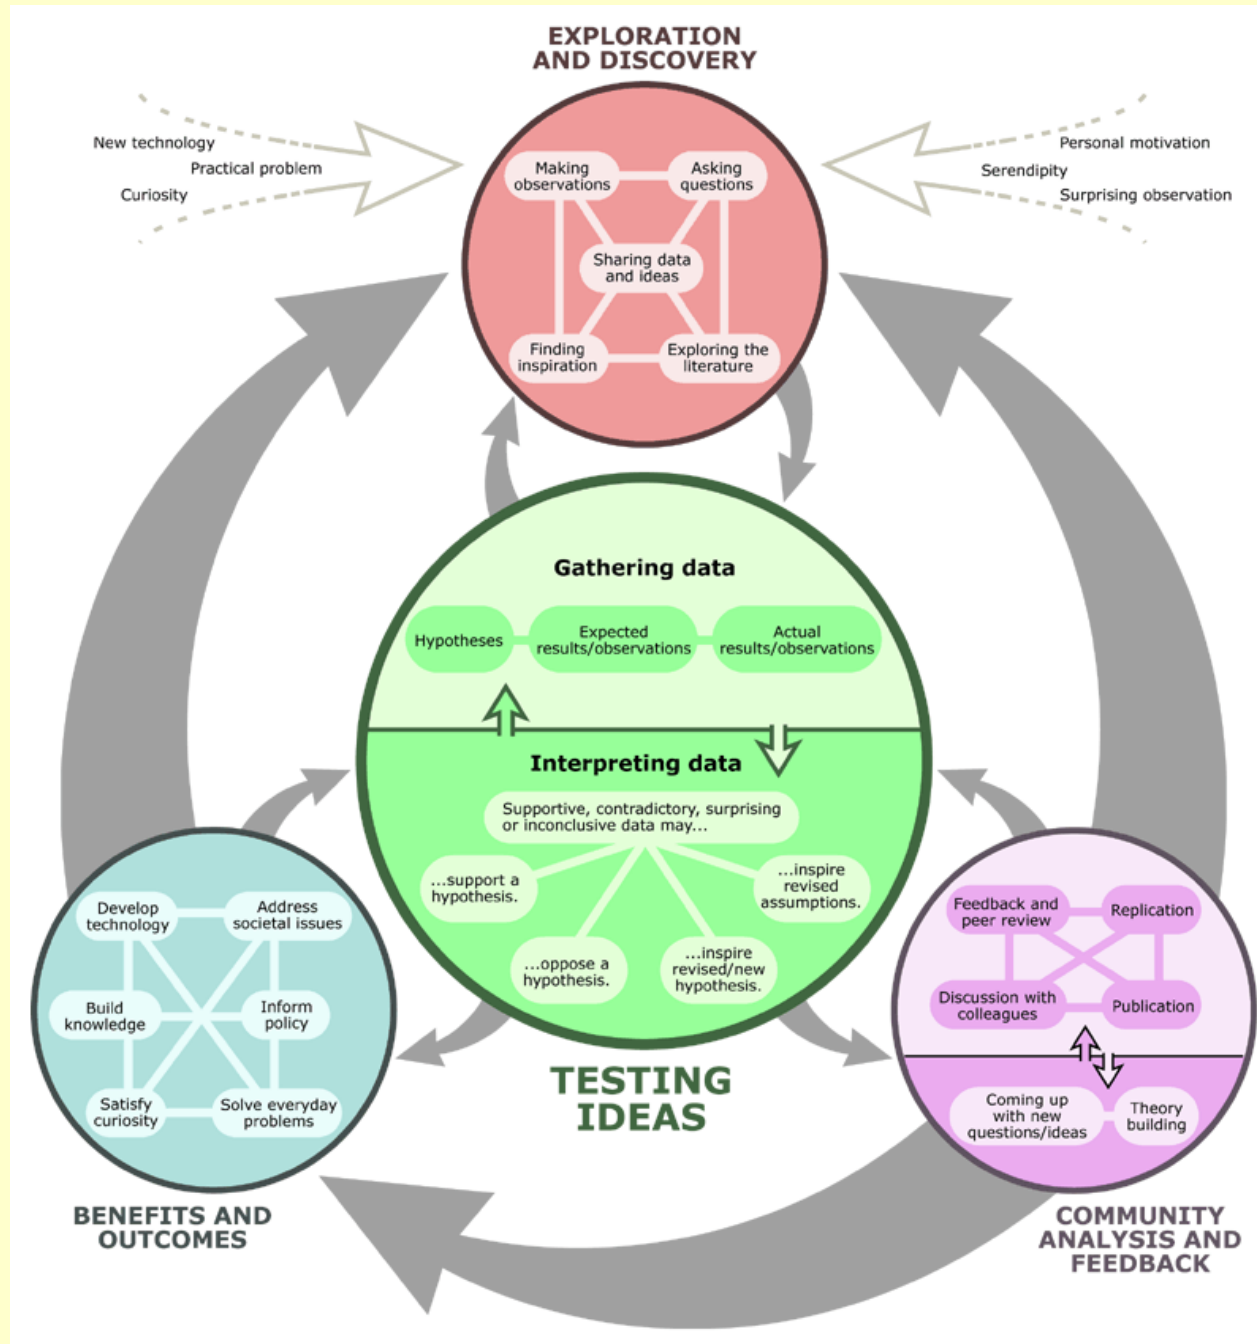 EXPLORATION
AND DISCOVERY
New technology
Practical problem
Curiosity
Personal motivation
Serendipity
Surprising observation
Making
observations
Asking
questions
Sharing data
and ideas
Finding
inspiration
Exploring the
literature
Gathering data
Hypotheses
Expected
results/observations
Actual
results/observations
Interpreting data
Supportive, contradictory, surprising
or inconclusive data may...
...support a
hypothesis.
...oppose a
hypothesis.
...inspire
revised/new
hypothesis.
...inspire
revised
assumptions.
TESTING
IDEAS
Develop
technology
Address
societal issues
Build
knowledge
Inform
policy
Satisfy
curiosity
Solve everyday
problems
BENEFITS AND
OUTCOMES
Feedback and
peer review
Replication
Discussion with
colleagues
Publication
Coming up
with new
questions/ideas
Theory
building
COMMUNITY
ANALYSIS AND
FEEDBACK